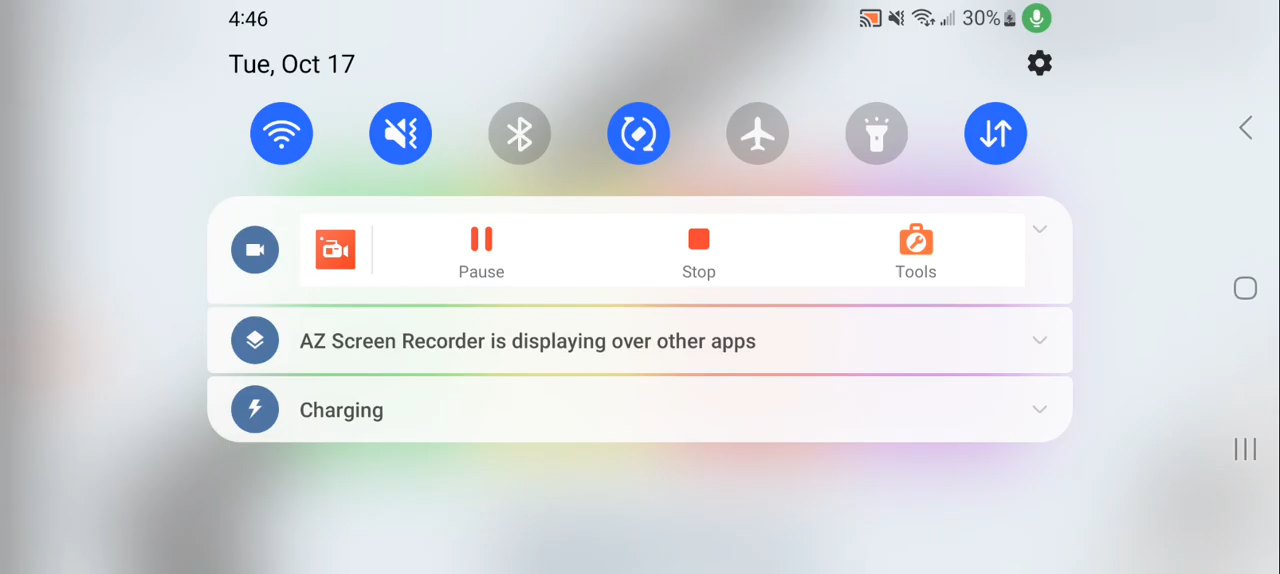 4:46 30%
Tue, Oct 17
Pause Stop Tools
AZ Screen Recorder is displaying over other apps
Charging